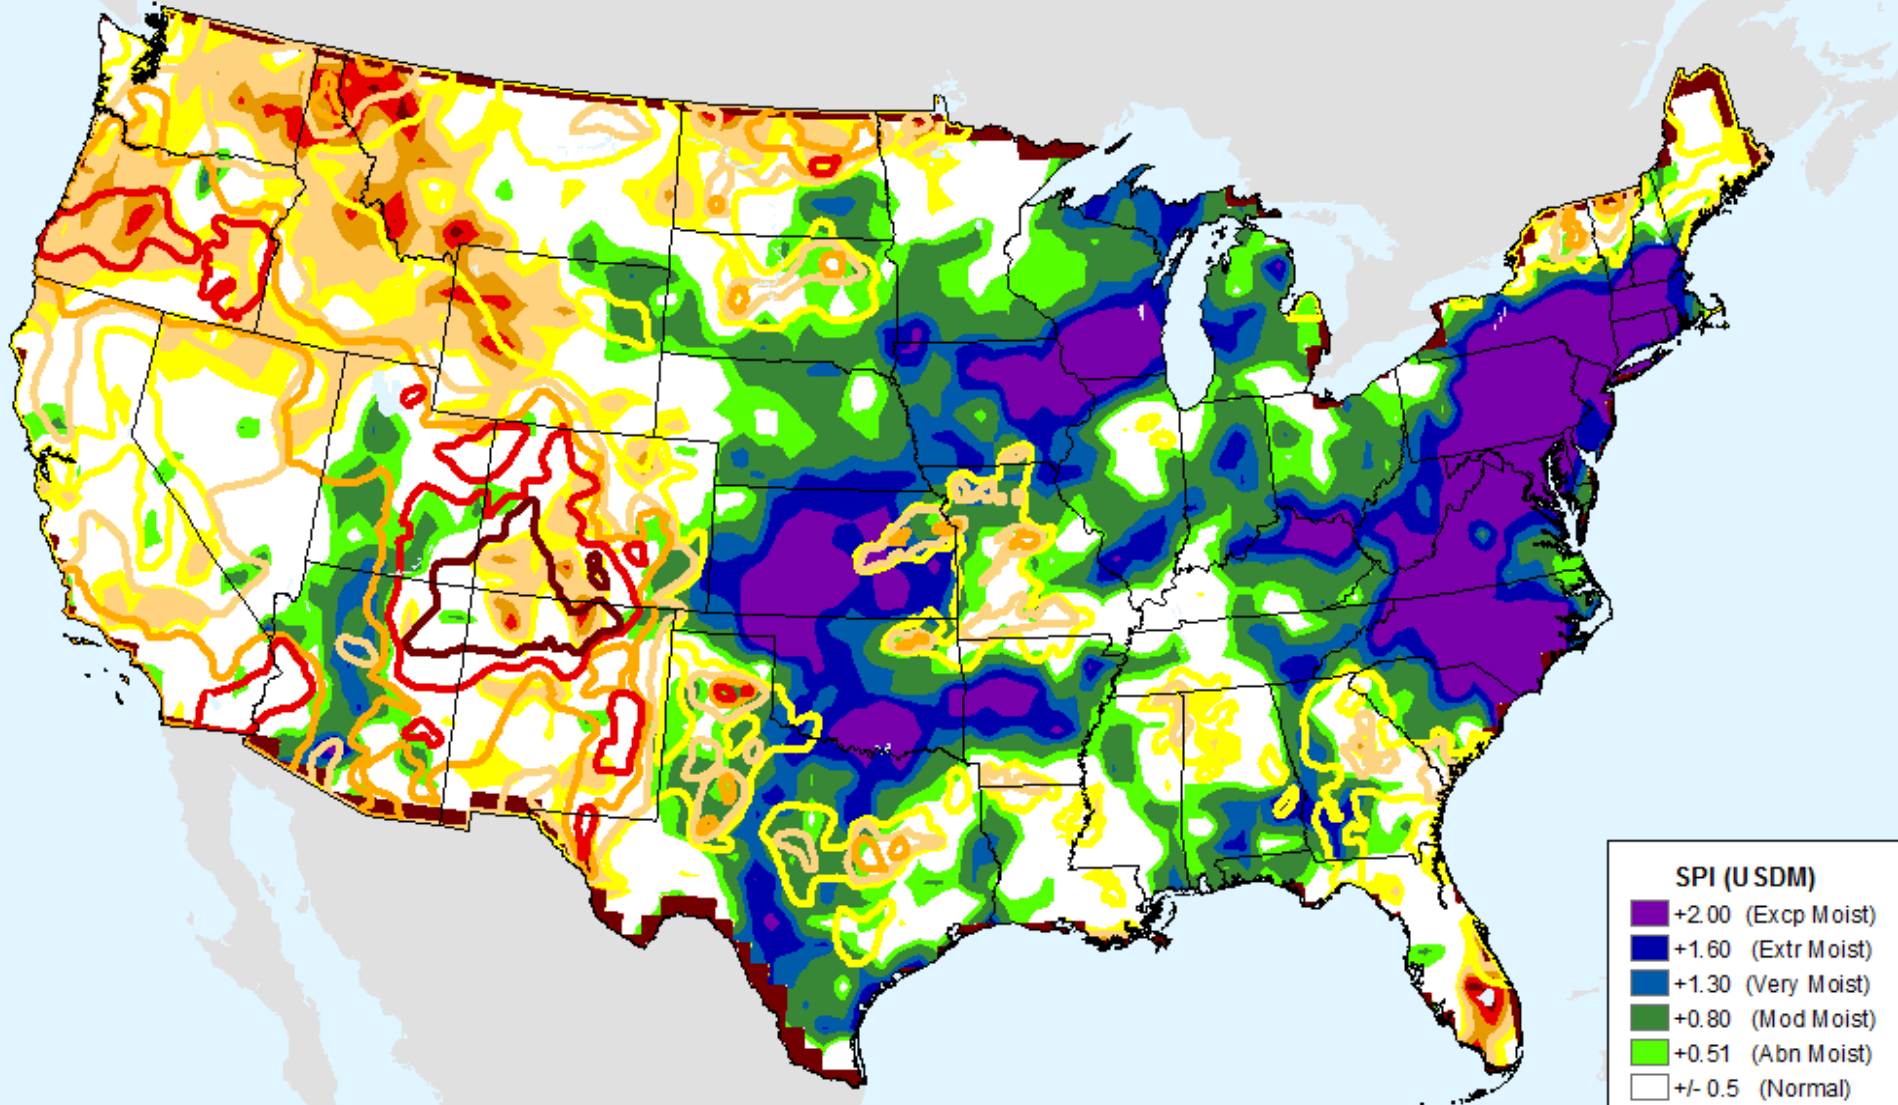 SPI (USDM)
+2.00 (Excp Moist)
+1.60 (Extr Moist)
+1.30 (Very Moist)
+0.80 (Mod Moist)
+0.51 (Abn Moist)
+/- 0.5 (Normal)